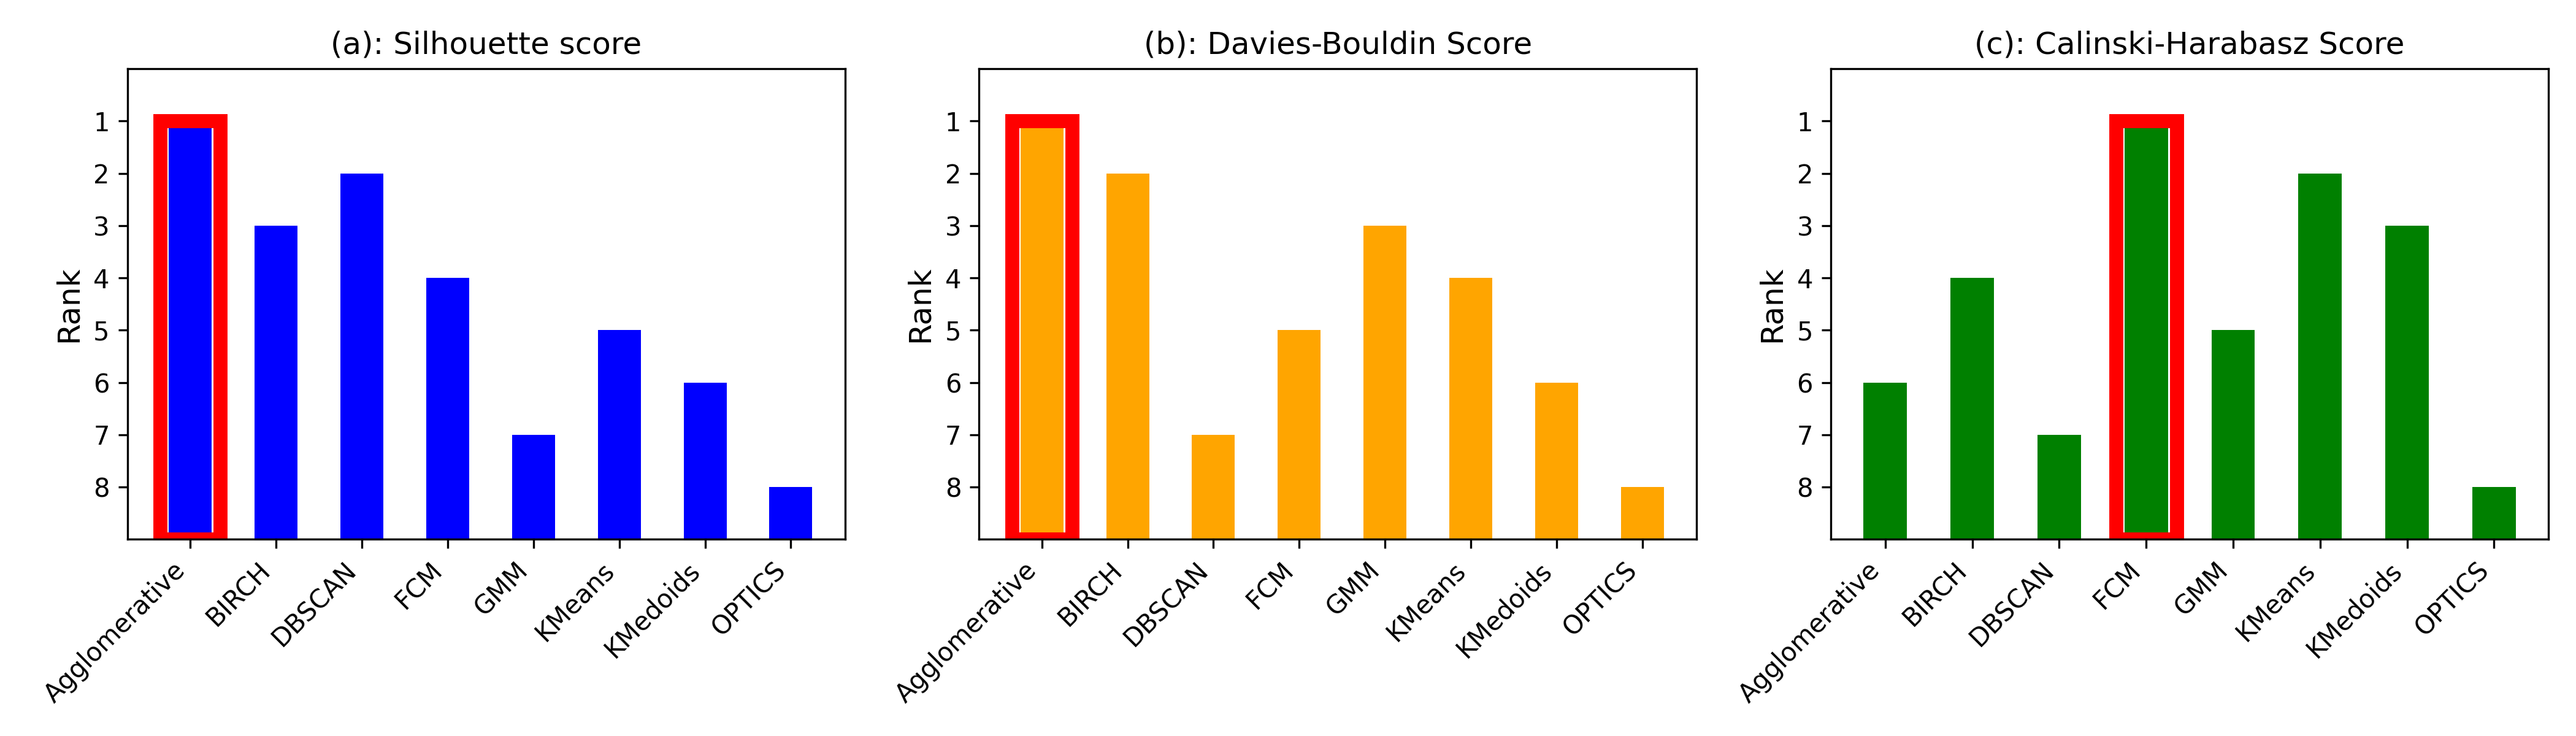 (a): Silhouette score
Rank
1
2
3
4
5
6
7
8
Agglomerative
BIRCH
DBSCAN
FCM
GMM
KMeans
KMedoids
OPTICS
(b): Davies-Bouldin Score
Rank
1
2
3
4
5
6
7
8
Agglomerative
BIRCH
DBSCAN
FCM
GMM
KMeans
KMedoids
OPTICS
(c): Calinski-Harabasz Score
Rank
1
2
3
4
5
6
7
8
Agglomerative
BIRCH
DBSCAN
FCM
GMM
KMeans
KMedoids
OPTICS